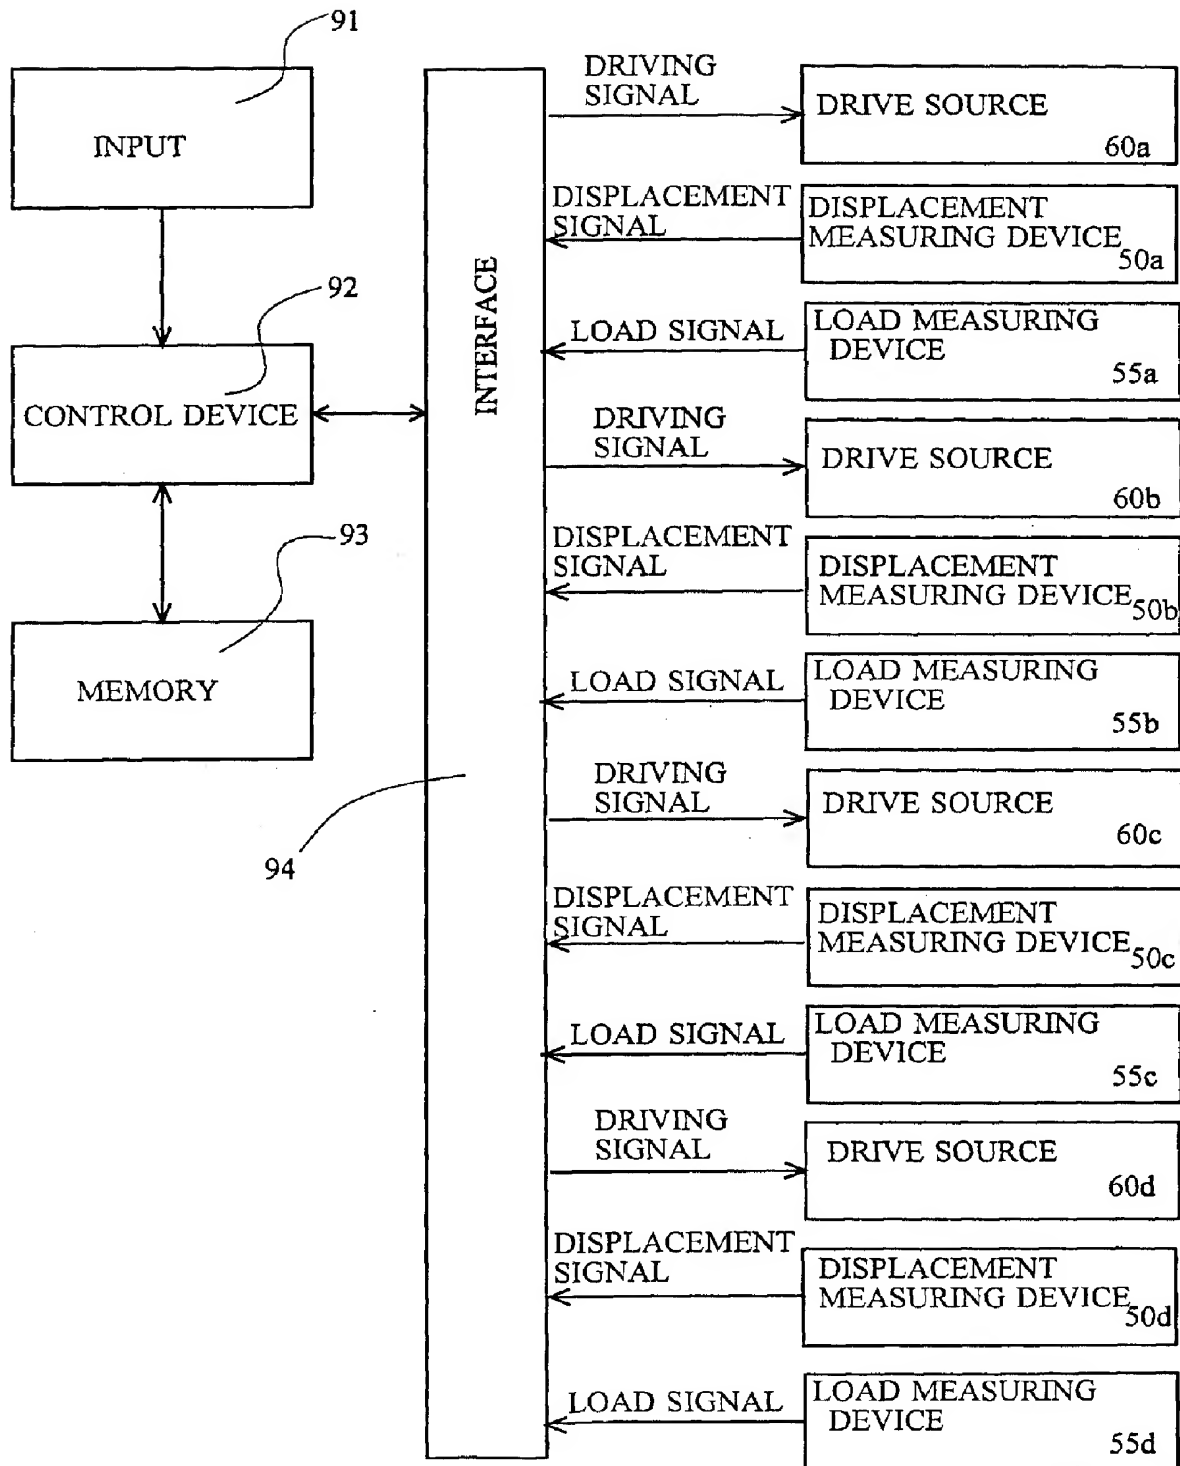 91
INPUT
92
CONTROL DEVICE
93
MEMORY
94
INTERFACE
DRIVING
SIGNAL
DRIVE SOURCE
60a
DISPLACEMENT
SIGNAL
DISPLACEMENT
MEASURING DEVICE
50a
LOAD SIGNAL
LOAD MEASURING
DEVICE
55a
DRIVING
SIGNAL
DRIVE SOURCE
60b
DISPLACEMENT
SIGNAL
DISPLACEMENT
MEASURING DEVICE
50b
LOAD SIGNAL
LOAD MEASURING
DEVICE
55b
DRIVING
SIGNAL
DRIVE SOURCE
60c
DISPLACEMENT
SIGNAL
DISPLACEMENT
MEASURING DEVICE
50c
LOAD SIGNAL
LOAD MEASURING
DEVICE
55c
DRIVING
SIGNAL
DRIVE SOURCE
60d
DISPLACEMENT
SIGNAL
DISPLACEMENT
MEASURING DEVICE
50d
LOAD SIGNAL
LOAD MEASURING
DEVICE
55d